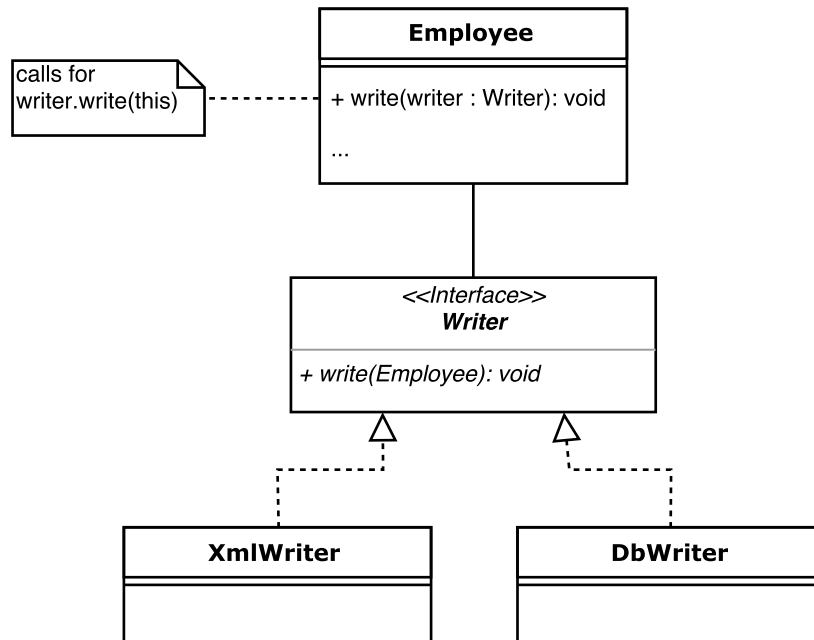 Employee
calls for
writer.write(this)
+ write(writer : Writer): void
...
<<Interface>>
Writer
+ write(Employee): void
XmlWriter
DbWriter